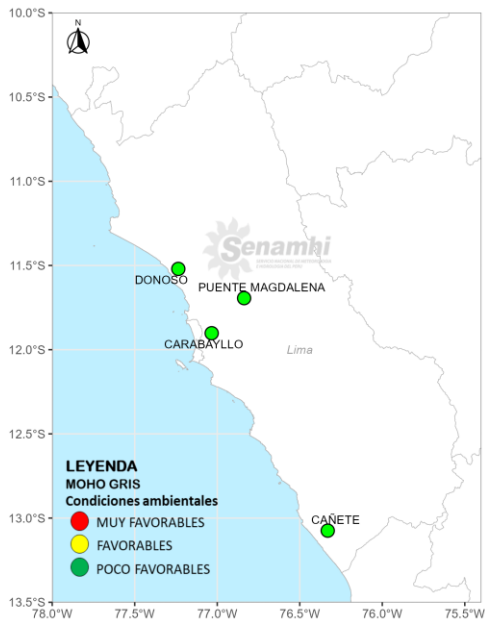 10.0°S
N
10.5°S
11.0°S
Senamhi
11.5°S
DONOSO
PUENTE MAGDALENA
CARABAYLLO
12.0°S
Lima
12.5°S
LEYENDA
MOHO GRIS
Condiciones ambientales
MUY FAVORABLES
FAVORABLES
POCO FAVORABLES
13.0°S
CAÑETE
13.5°S
78.0°W 77.5°W 77.0°W 76.5°W 76.0°W 75.5°W